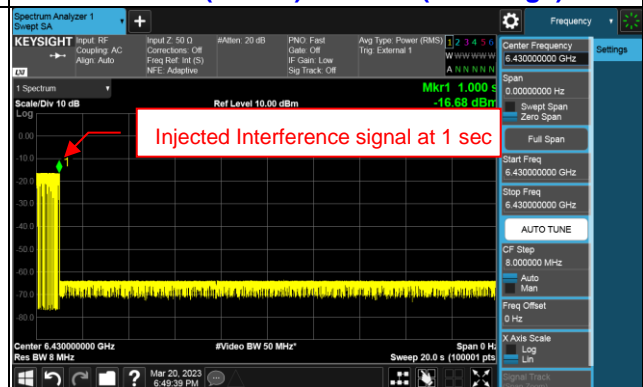 Spectrum Analyzer 1
Swept SA
Frequency
KEYSIGHT
Input: RF
Coupling: AC
Align: Auto
Input Z: 50 Ω
Corrections: Off
Freq Ref: Int (S)
NFE: Adaptive
#Atten: 20 dB
PNO: Fast
Gate: Off
IF Gain: Low
Sig Track: Off
Avg Type: Power (RMS)
Trig: External 1
1 2 3 4 5 6
W W W W W W
A N N N N N
LXI
1 Spectrum
Scale/Div 10 dB
Log
Ref Level 10.00 dBm
Mkr1 1.000 s
-16.68 dBm
Injected Interference signal at 1 sec
1
0.00
-10.0
-20.0
-30.0
-40.0
-50.0
-60.0
-70.0
-80.0
Center 6.430000000 GHz
Res BW 8 MHz
#Video BW 50 MHz*
Span 0 Hz
Sweep 20.0 s (100001 pts
Mar 20, 2023
6:49:39 PM
Center Frequency
6.430000000 GHz
Settings
Span
0.00000000 Hz
Swept Span
Zero Span
Full Span
Start Freq
6.430000000 GHz
Stop Freq
6.430000000 GHz
AUTO TUNE
CF Step
8.000000 MHz
Auto
Man
Freq Offset
0 Hz
X Axis Scale
Log
Lin
Signal Track